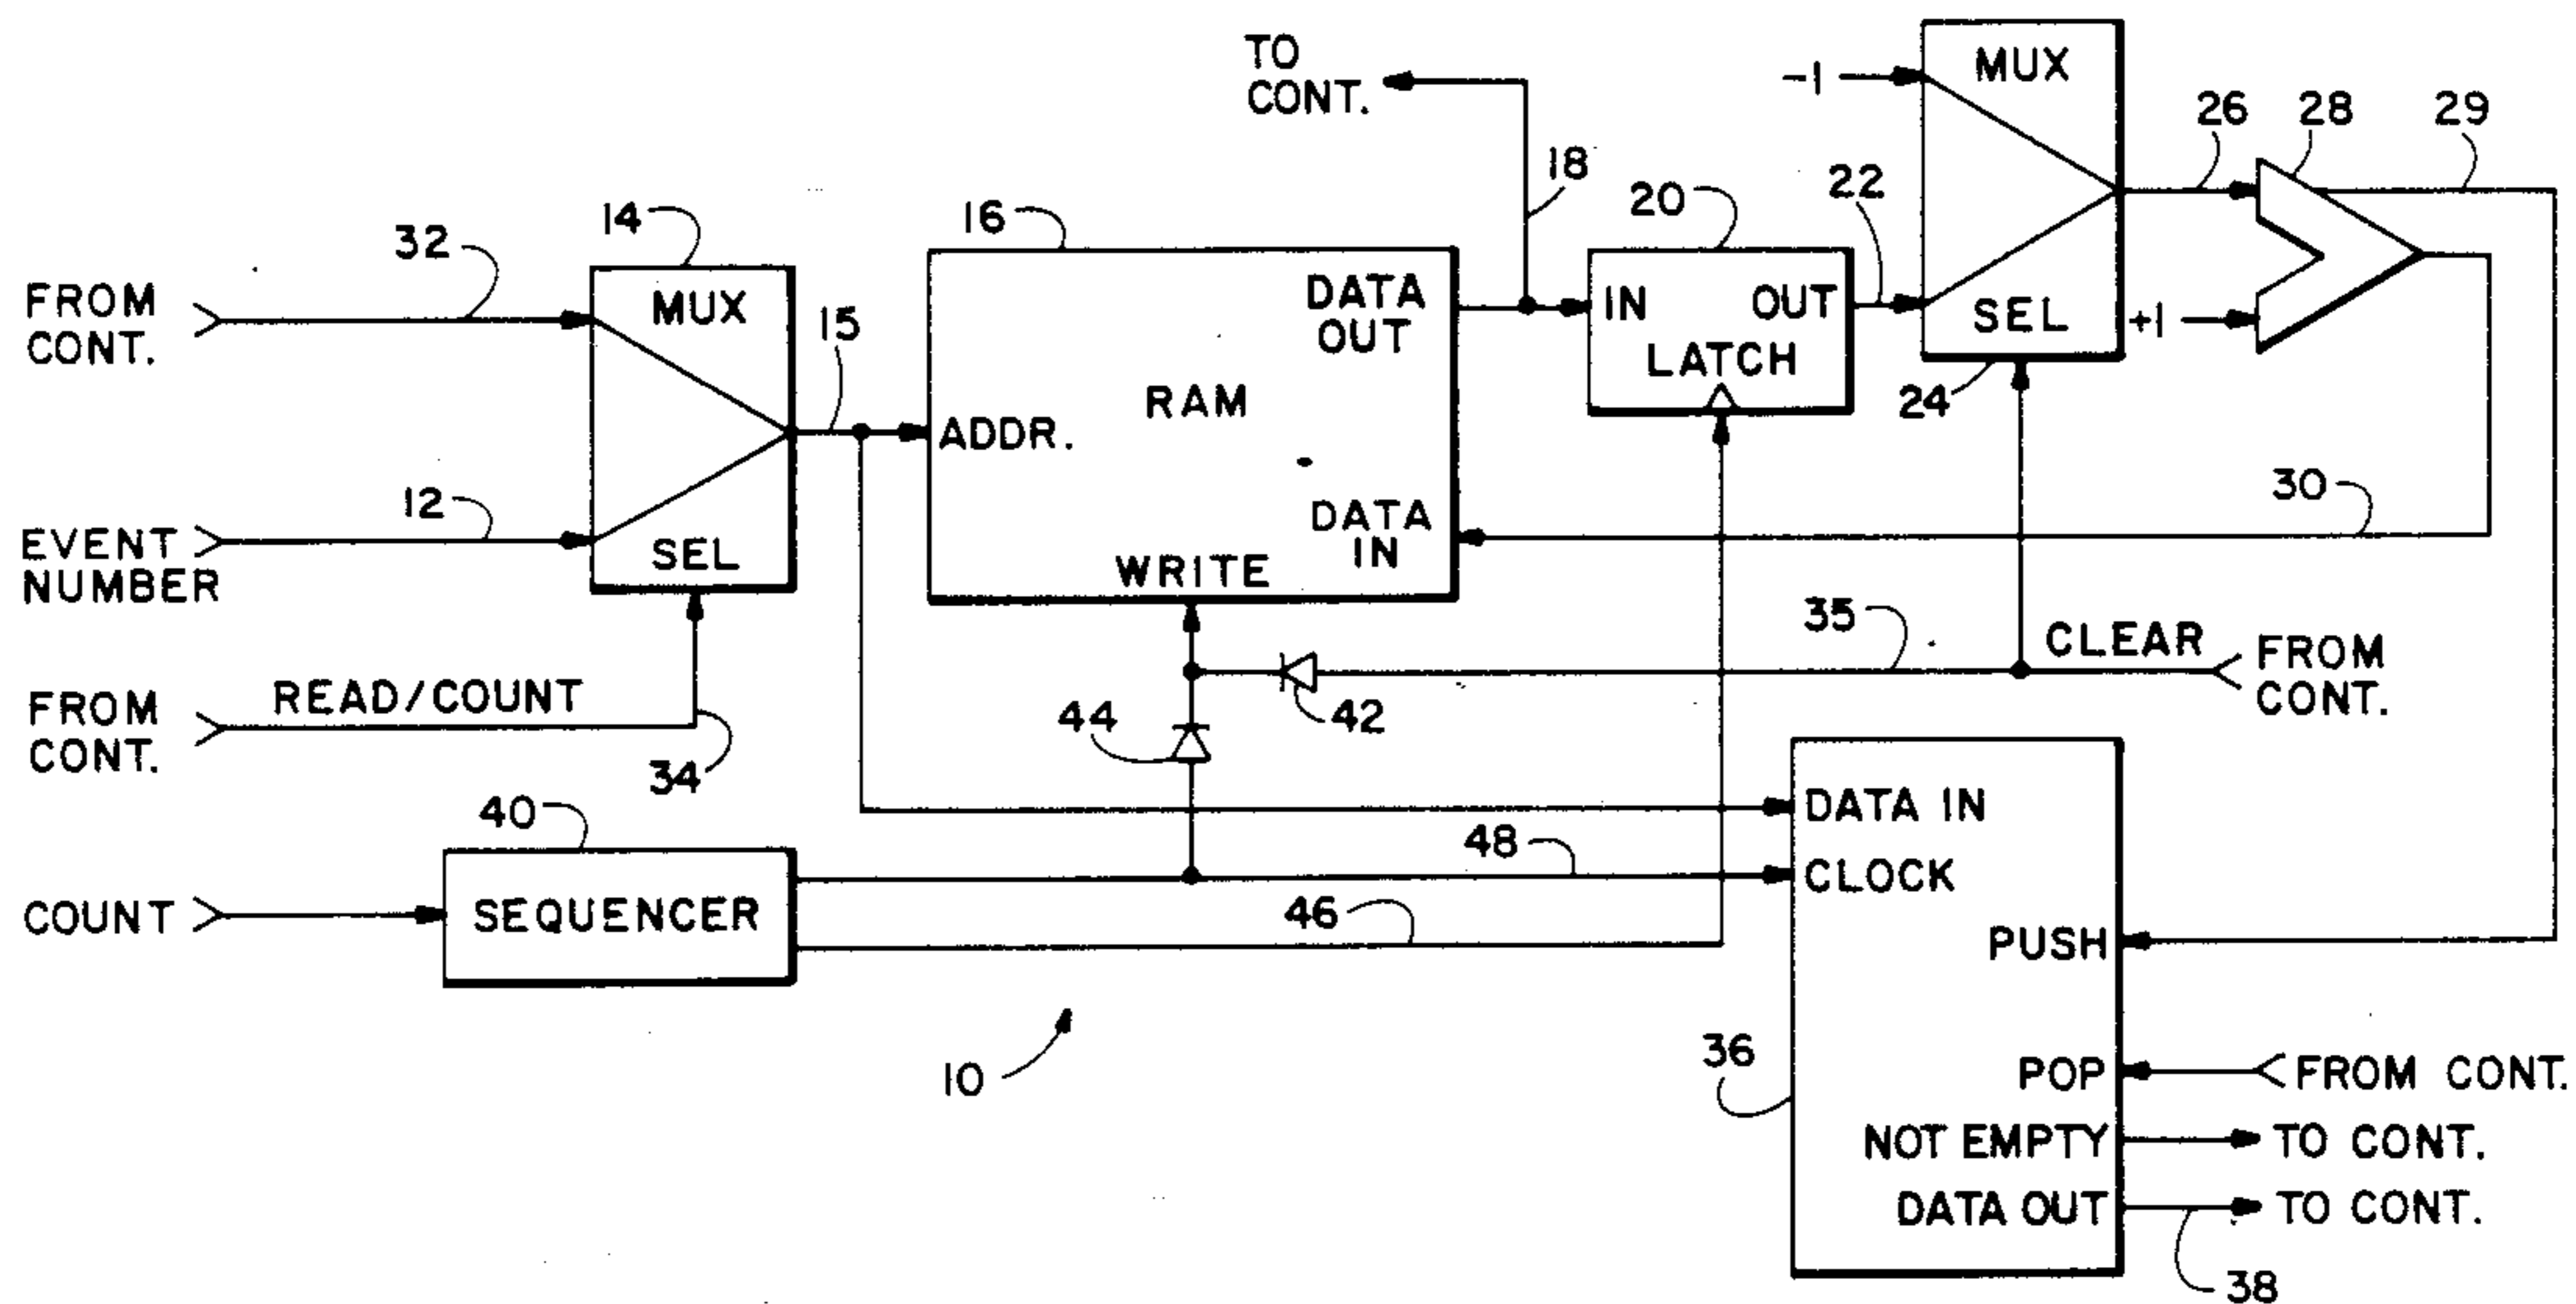 TO
CONT.
-1
MUX
26
28
29
18
22
20
14
16
32
FROM
CONT.
MUX
15
DATA
OUT
IN
OUT
LATCH
SEL
+1
24
RAM
ADDR.
12
30
EVENT
NUMBER
SEL
DATA
IN
WRITE
35
CLEAR
FROM
CONT.
FROM
CONT.
READ/COUNT
34
44
42
40
DATA IN
48
CLOCK
COUNT
SEQUENCER
46
PUSH
10
36
POP
FROM CONT.
NOT EMPTY
TO CONT.
DATA OUT
TO CONT.
38